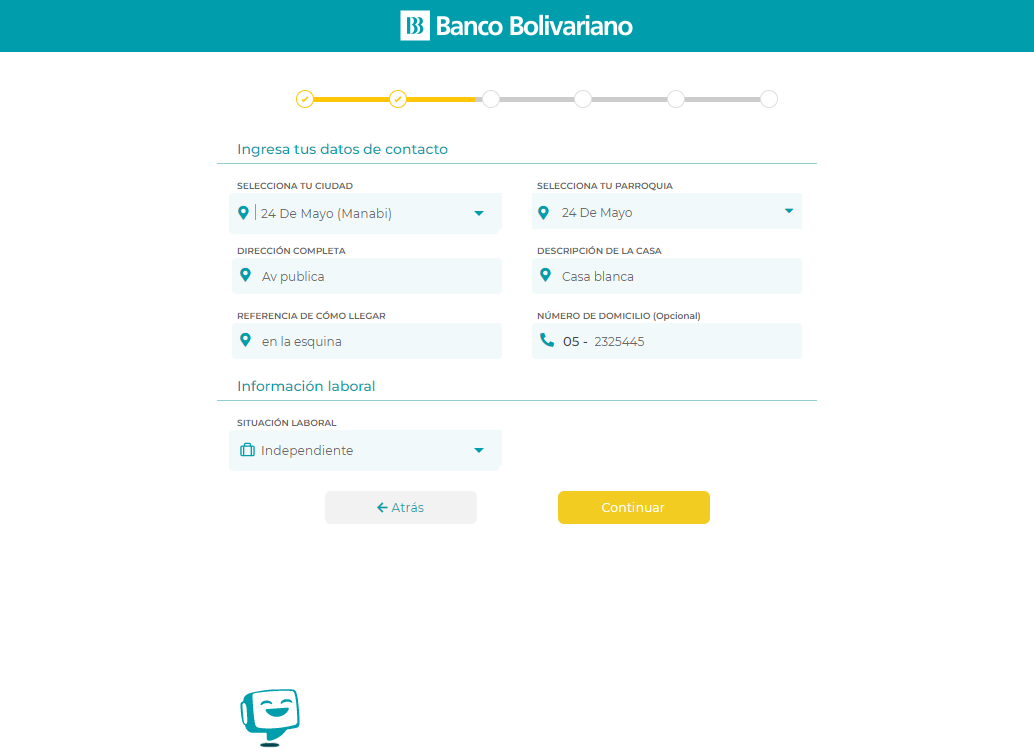 Banco Bolivariano
Ingresa tus datos de contacto
SELECCIONA TU CIUDAD
24 De Mayo (Manabi)
SELECCIONA TU PARROQUIA
24 De Mayo
DIRECCIÓN COMPLETA
Av publica
DESCRIPCIÓN DE LA CASA
Casa blanca
REFERENCIA DE CÓMO LLEGAR
en la esquina
NÚMERO DE DOMICILIO (Opcional)
05 - 2325445
Información laboral
SITUACIÓN LABORAL
Independiente
Atrás
Continuar